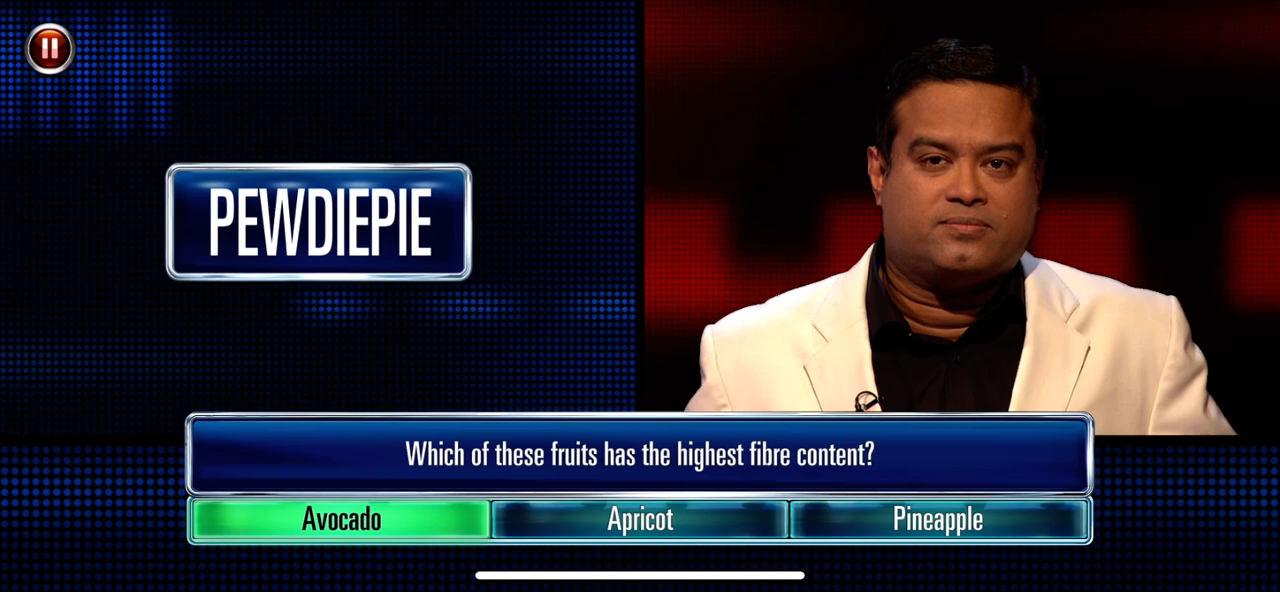 PEWDIEPIE
Which of these fruits has the highest fibre content?
Avocado
Apricot
Pineapple